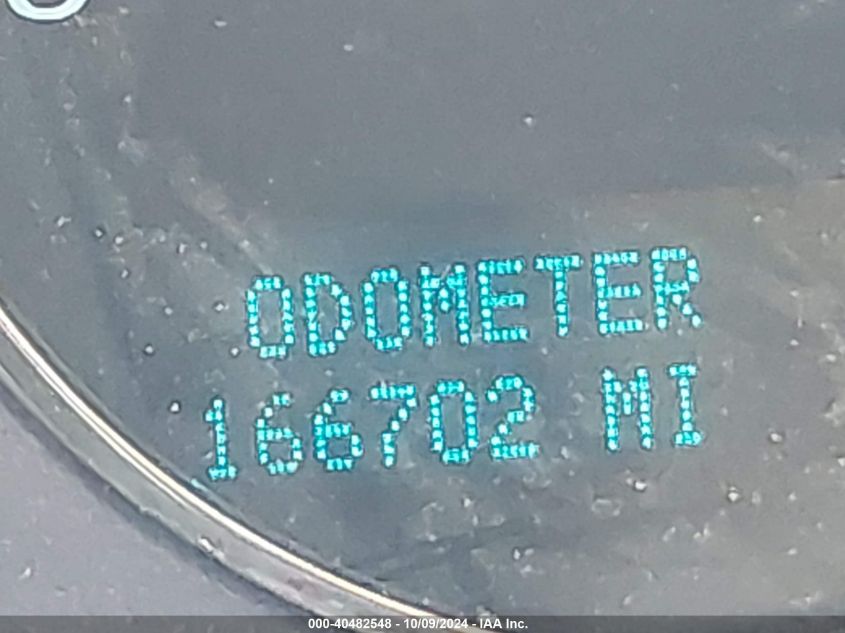 ODOMETER
166702 MI
000-40482548 - 10/09/2024 - IAA Inc.